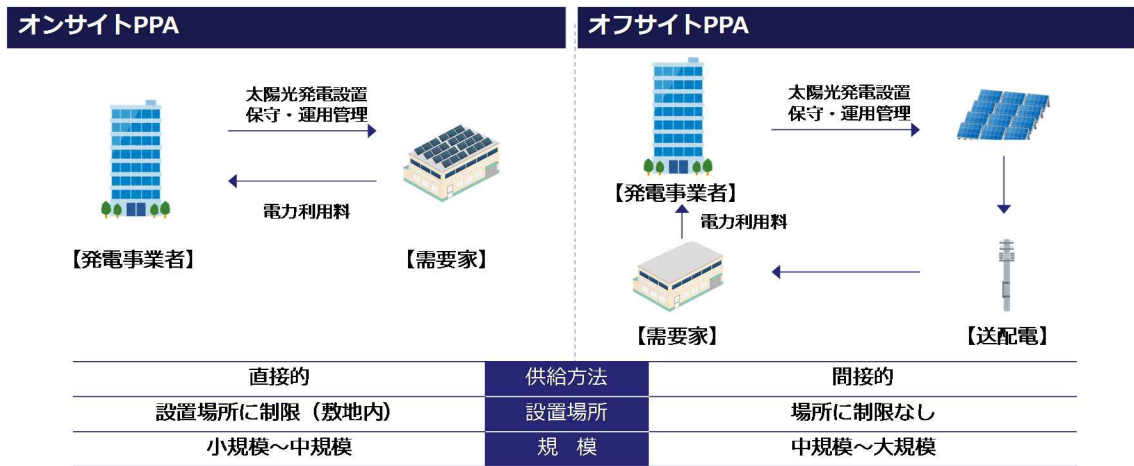 オンサイトPPA
太陽光発電設置
保守・運用管理
電力利用料
【発電事業者】
【需要家】
オフサイトPPA
太陽光発電設置
保守・運用管理
【発電事業者】
電力利用料
【需要家】
【送配電】
直接的 供給方法 間接的
設置場所に制限（敷地内） 設置場所 場所に制限なし
小規模～中規模 規　模 中規模～大規模